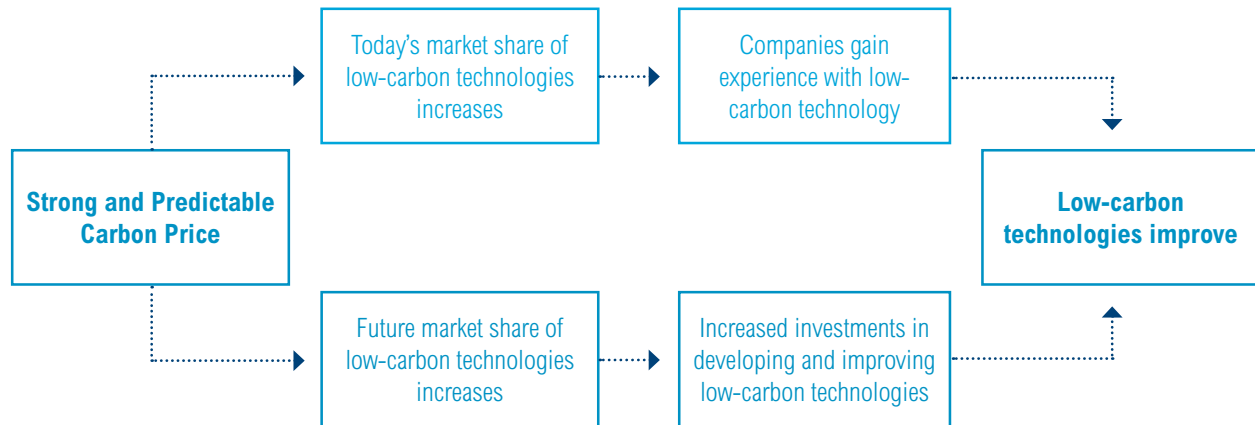 Today’s market share of
low-carbon technologies
increases
Companies gain
experience with low-
carbon technology
Strong and Predictable
Carbon Price
Low-carbon
technologies improve
Future market share of
low-carbon technologies
increases
Increased investments in
developing and improving
low-carbon technologies